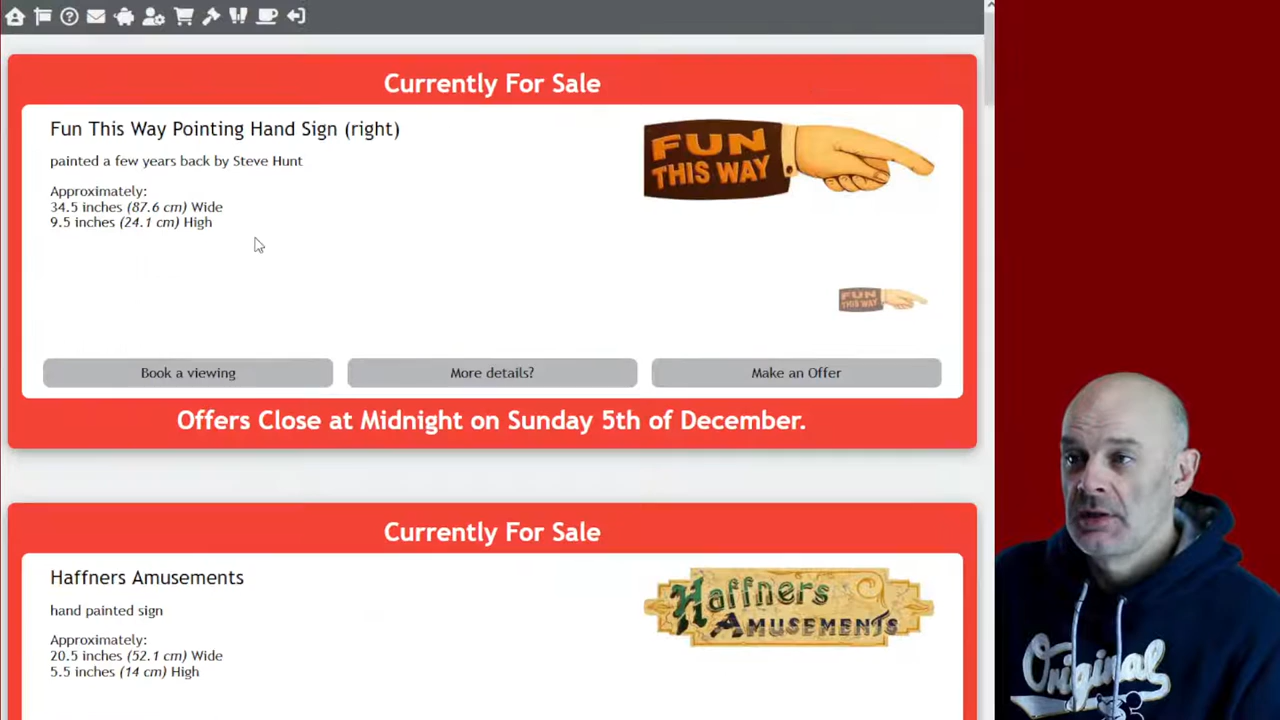 Currently For Sale
Fun This Way Pointing Hand Sign (right)
painted a few years back by Steve Hunt
Approximately:
34.5 inches (87.6 cm) Wide
9.5 inches (24.1 cm) High
FUN
THIS WAY
FUN
THIS WAY
Book a viewing
More details?
Make an Offer
Offers Close at Midnight on Sunday 5th of December.
Currently For Sale
Haffners Amusements
hand painted sign
Approximately:
20.5 inches (52.1 cm) Wide
5.5 inches (14 cm) High
Haffners
AMUSEMENTS
Original